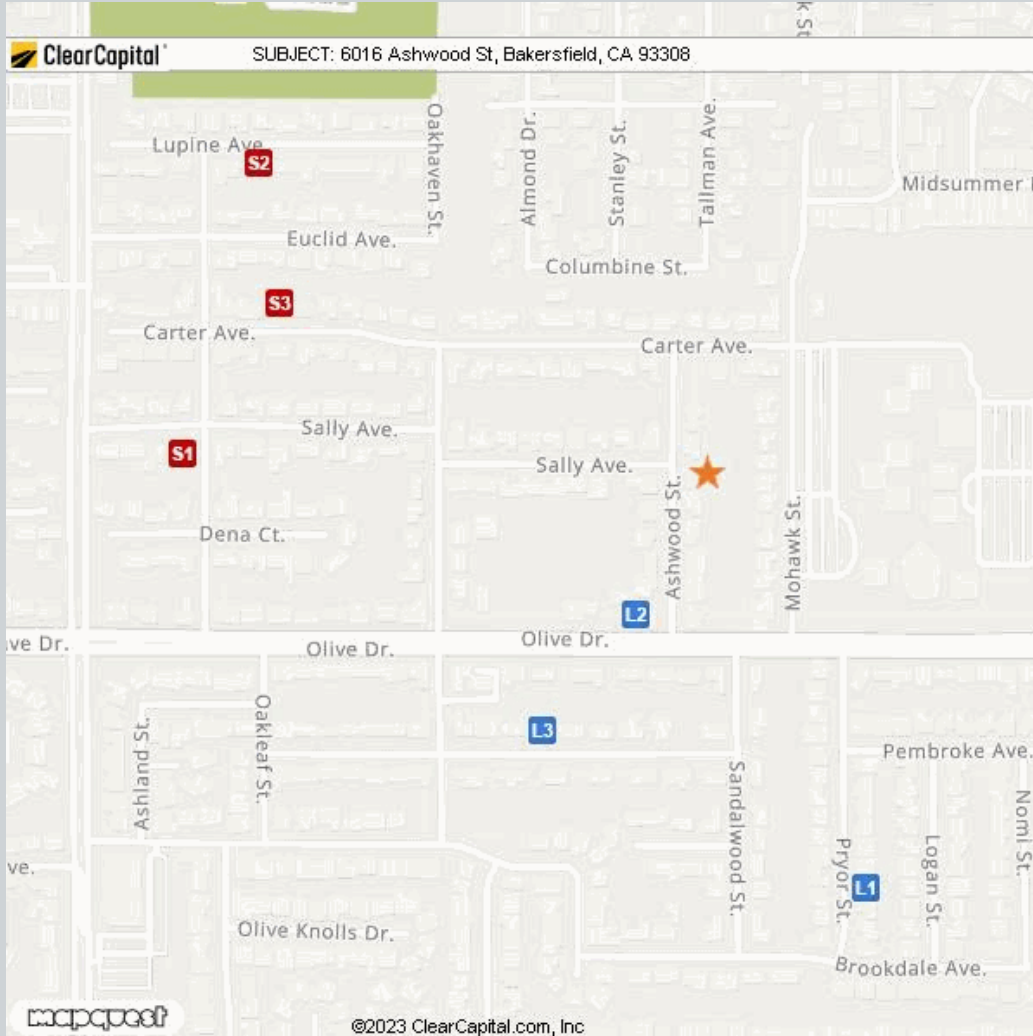 ClearCapital
SUBJECT: 6016 Ashwood St, Bakersfield, CA 93308
k St
Lupine Ave.
S2
Oakhaven St.
Almond Dr.
Stanley St.
Tallman Ave.
Midsummer
Euclid Ave.
Columbine St.
S3
Carter Ave.
Carter Ave.
Sally Ave.
S1
Sally Ave.
Ashwood St.
Dena Ct.
Mohawk St.
L2
ve Dr.
Olive Dr.
Olive Dr.
Ashland St.
Oakleaf St.
L3
Sandalwood St.
Pembroke Ave.
Nomi St.
ve.
Pryor St.
L1
Logan St.
Olive Knolls Dr.
Brookdale Ave.
mapquest
©2023 ClearCapital.com, Inc